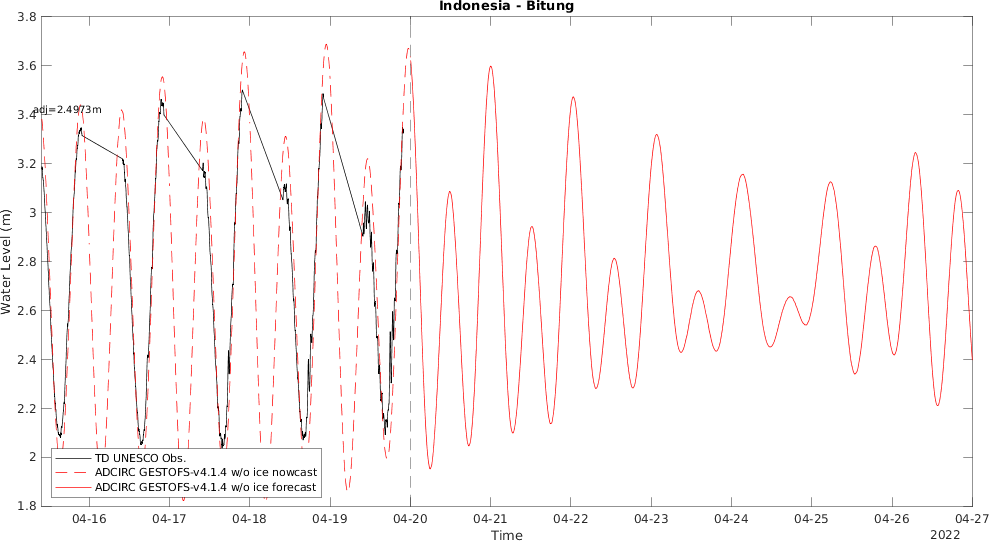 Indonesia - Bitung
3.8
3.6
3.4
3.2
3
2.8
2.6
2.4
2.2
2
1.8
Water Level (m)
adj=2.4973m
TD UNESCO Obs.
ADCIRC GESTOFS-v4.1.4 w/o ice nowcast
ADCIRC GESTOFS-v4.1.4 w/o ice forecast
04-16 04-17 04-18 04-19 04-20 04-21 04-22 04-23 04-24 04-25 04-26 04-27
Time
2022